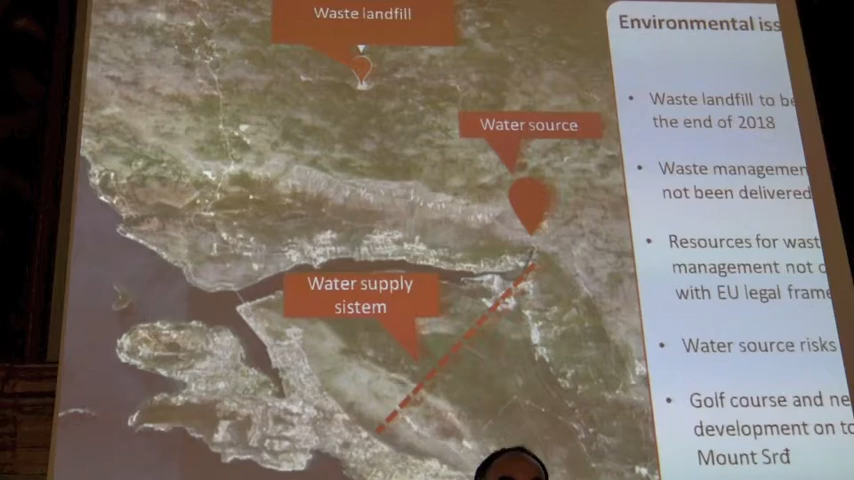 Waste landfill
Water source
Water supply
sistem
Environmental iss
• Waste landfill to be
the end of 2018
• Waste managemen
not been delivered
• Resources for wast
management not
with EU legal frame
• Water source risks
• Golf course and ne
development on to
Mount Srđ